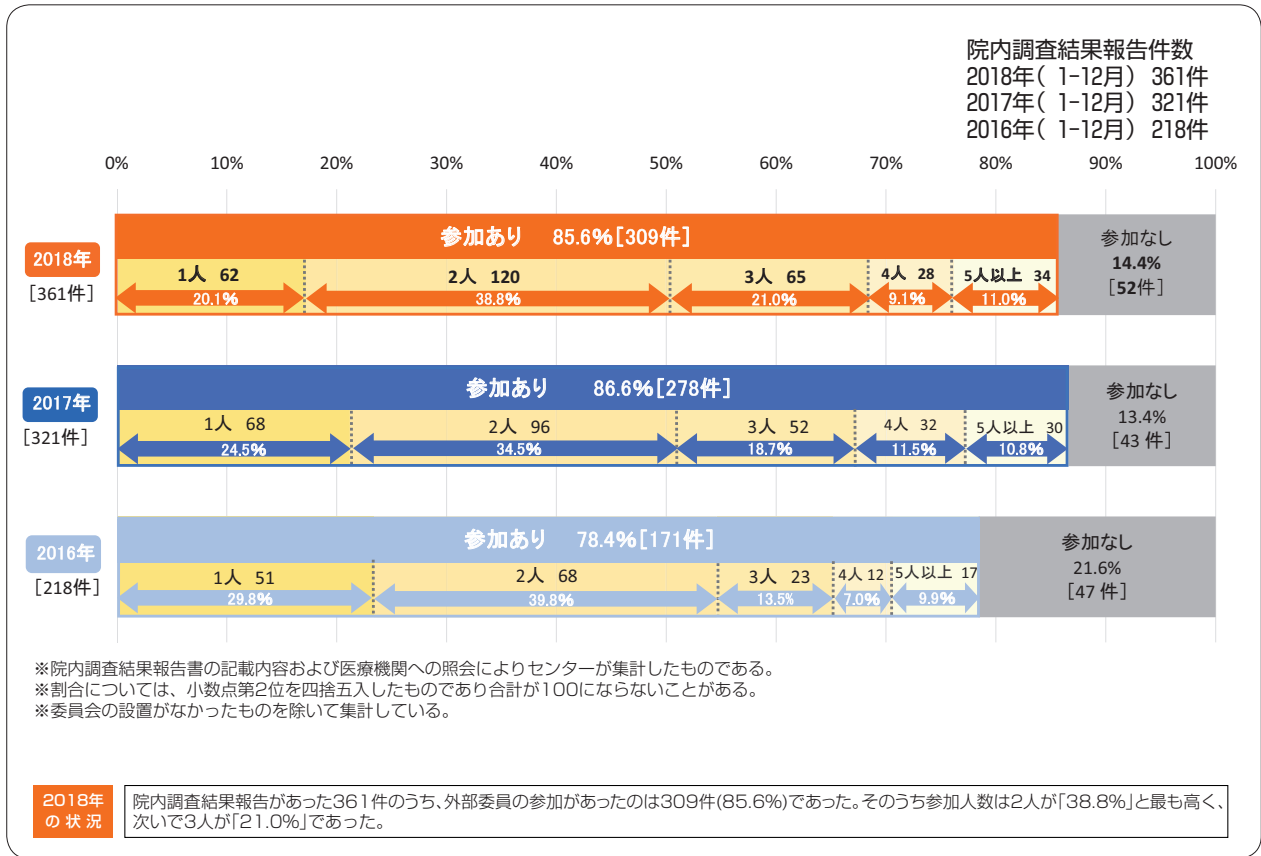 院内調査結果報告件数
2018年( 1-12月) 361件
2017年( 1-12月) 321件
2016年( 1-12月) 218件
0% 10% 20% 30% 40% 50% 60% 70% 80% 90% 100%
2018年
[361件]
参加あり 85.6%[309件]
1人 62 2人 120 3人 65 4人 28 5人以上 34
20.1% 38.8% 21.0% 9.1% 11.0%
参加なし
14.4%
[52件]
2017年
[321件]
参加あり 86.6%[278件]
1人 68 2人 96 3人 52 4人 32 5人以上 30
24.5% 34.5% 18.7% 11.5% 10.8%
参加なし
13.4%
[43 件]
2016年
[218件]
参加あり 78.4%[171件]
1人 51 2人 68 3人 23 4人 12 5人以上 17
29.8% 39.8% 13.5% 7.0% 9.9%
参加なし
21.6%
[47 件]
※院内調査結果報告書の記載内容および医療機関への照会によりセンターが集計したものである。
※割合については、小数点第2位を四捨五入したものであり合計が100にならないことがある。
※委員会の設置がなかったものを除いて集計している。
2018年
の 状 況
院内調査結果報告があった361件のうち、外部委員の参加があったのは309件(85.6%)であった。そのうち参加人数は2人が「38.8%」と最も高く、
次いで3人が「21.0%」であった。